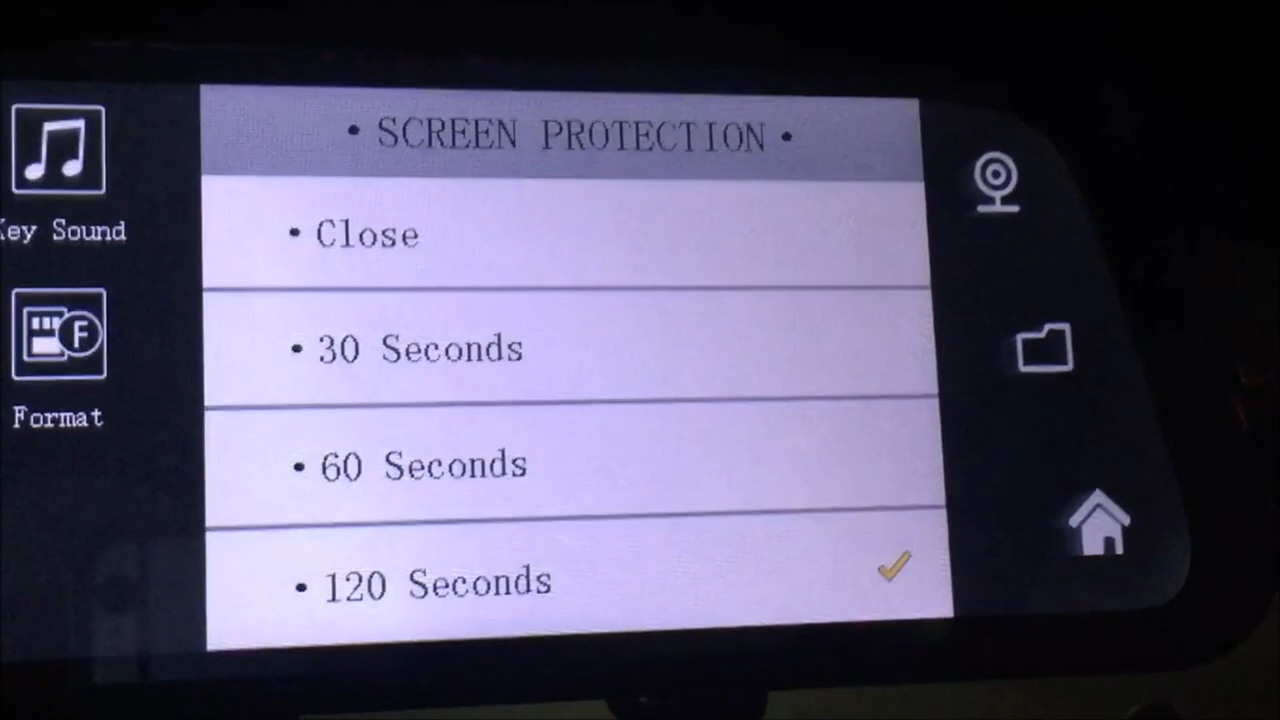 • SCREEN PROTECTION •
• Close
• 30 Seconds
• 60 Seconds
• 120 Seconds
Key Sound
F
Format